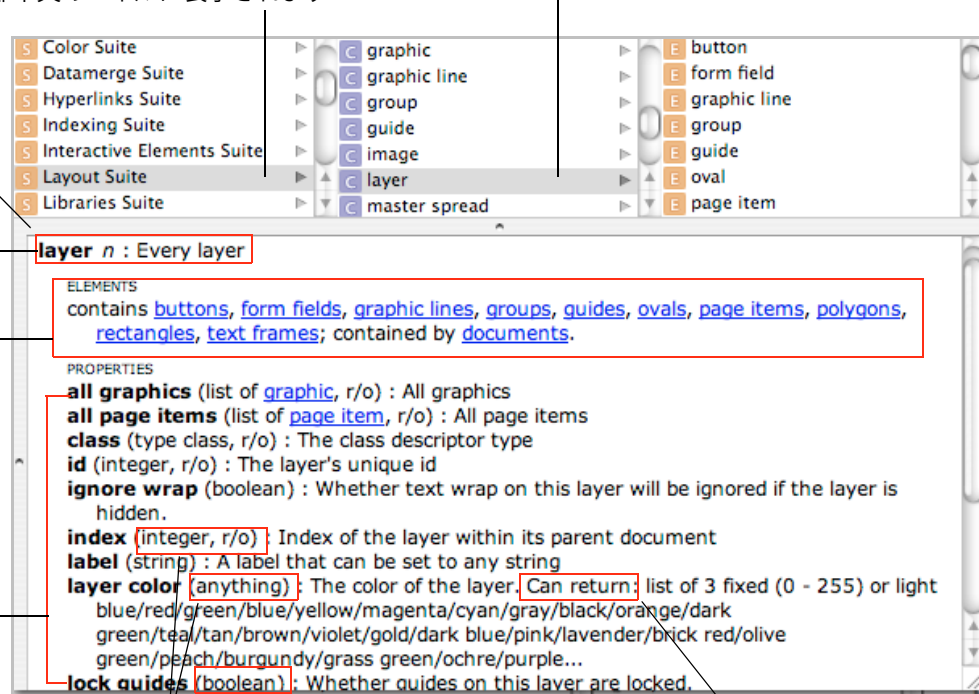 表示されます
S Color Suite
S Datamerge Suite
S Hyperlinks Suite
S Indexing Suite
S Interactive Elements Suite
S Layout Suite
S Libraries Suite
C graphic
C graphic line
C group
C guide
C image
C layer
C master spread
E button
E form field
E graphic line
E group
E guide
E oval
E page item
layer n : Every layer
ELEMENTS
contains buttons, form fields, graphic lines, groups, guides, ovals, page items, polygons,
rectangles, text frames; contained by documents.
PROPERTIES
all graphics (list of graphic, r/o) : All graphics
all page items (list of page item, r/o) : All page items
class (type class, r/o) : The class descriptor type
id (integer, r/o) : The layer's unique id
ignore wrap (boolean) : Whether text wrap on this layer will be ignored if the layer is
hidden.
index (integer, r/o) : Index of the layer within its parent document
label (string) : A label that can be set to any string
layer color (anything) : The color of the layer. Can return: list of 3 fixed (0 - 255) or light
blue/red/green/blue/yellow/magenta/cyan/gray/black/orange/dark
green/teal/tan/brown/violet/gold/dark blue/pink/lavender/brick red/olive
green/peach/burgundy/grass green/ochre/purple...
lock guides (boolean) : Whether guides on this layer are locked.